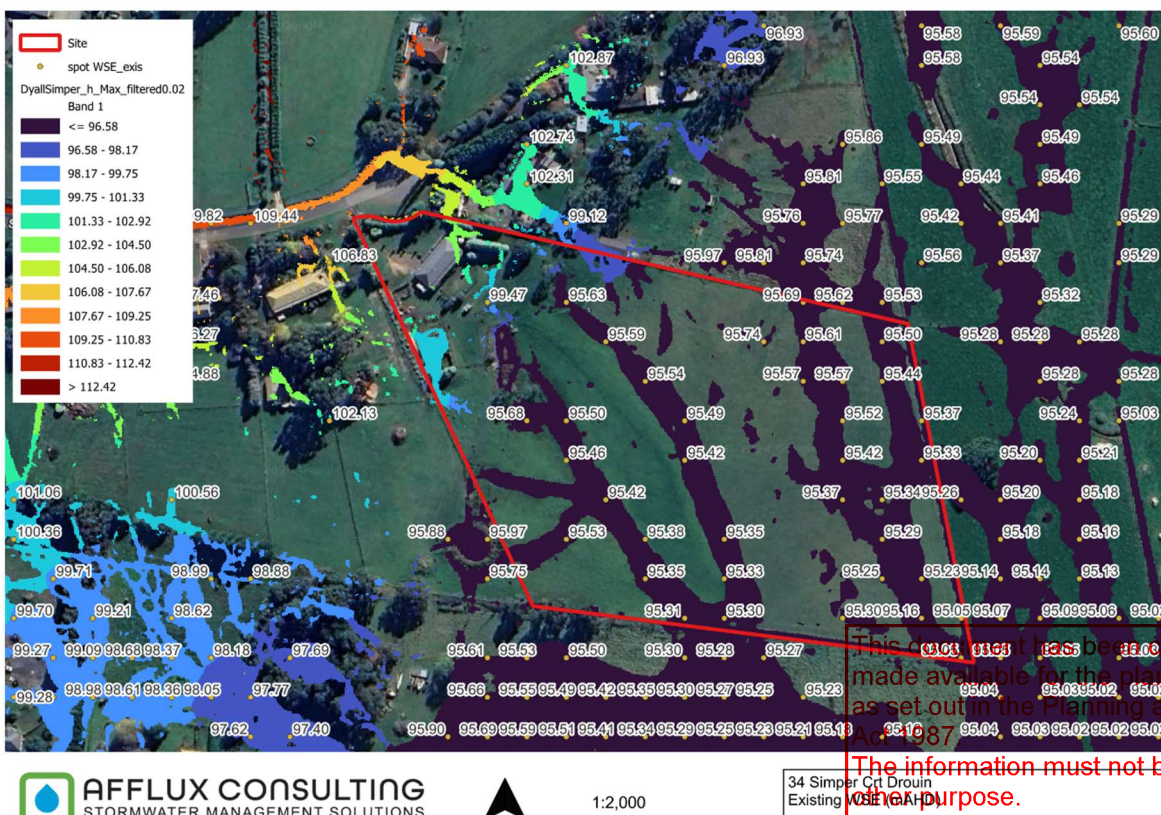 Site
spot WSE_exis
DyallSimper_h_Max_filtered0.02
Band 1
<= 96.58
96.58 - 98.17
98.17 - 99.75
99.75 - 101.33
101.33 - 102.92
102.92 - 104.50
104.50 - 106.08
106.08 - 107.67
107.67 - 109.25
109.25 - 110.83
110.83 - 112.42
> 112.42
96.93 95.58 95.59 95.60
102.87 96.93 95.58 95.54
95.54 95.54
102.74 95.86 95.49 95.49
102.31 95.81 95.55 95.44 95.46
109.44 99.12 95.76 95.77 95.42 95.41 95.29
106.83 95.97 95.81 95.74 95.56 95.37 95.29
99.47 95.63 95.69 95.62 95.53 95.32
95.59 95.74 95.61 95.50 95.28 95.28 95.28
95.54 95.57 95.57 95.44 95.28 95.28
102.13 95.68 95.50 95.49 95.52 95.37 95.24 95.03
95.46 95.42 95.42 95.33 95.20 95.21
101.06 100.56 95.42 95.37 95.34 95.26 95.20 95.18
100.36 95.88 95.97 95.53 95.38 95.35 95.29 95.18 95.16
99.71 98.99 98.88 95.75 95.35 95.33 95.25 95.23 95.14 95.14 95.13
99.70 99.21 98.62 95.31 95.30 95.30 95.16 95.05 95.07 95.09 95.06
99.27 99.09 98.68 98.37 98.18 97.69 95.61 95.53 95.50 95.30 95.28 95.27
99.28 98.98 98.61 98.36 98.05 97.77 95.66 95.55 95.49 95.42 95.35 95.30 95.27 95.25 95.23 95.04 95.03 95.02
97.62 97.40 95.90 95.69 95.59 95.51 95.41 95.34 95.29 95.25 95.23 95.21 95.04 95.03 95.02 95.02
This document has been
made available for the
as set out in the Planning
Act 1987
The information must not
other purpose.
AFFLUX CONSULTING
STORMWATER MANAGEMENT SOLUTIONS
1:2,000
34 Simper Crt Drouin
Existing WSE (mAHD)